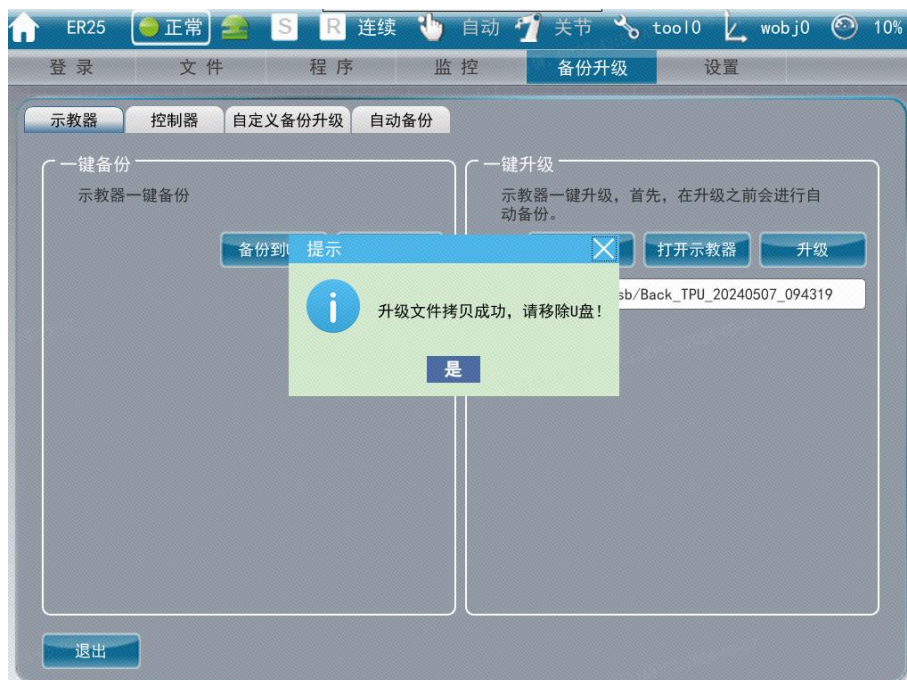 ER25 正常 S R 连续 自动 关节 tool0 wobj0 10%
登录 文件 程序 监控 备份升级 设置
示教器 控制器 自定义备份升级 自动备份
一键备份
示教器一键备份
备份到
一键升级
示教器一键升级，首先，在升级之前会进行自
动备份。
打开示教器 升级
sb/Back_TPU_20240507_094319
提示
升级文件拷贝成功，请移除U盘！
是
退出